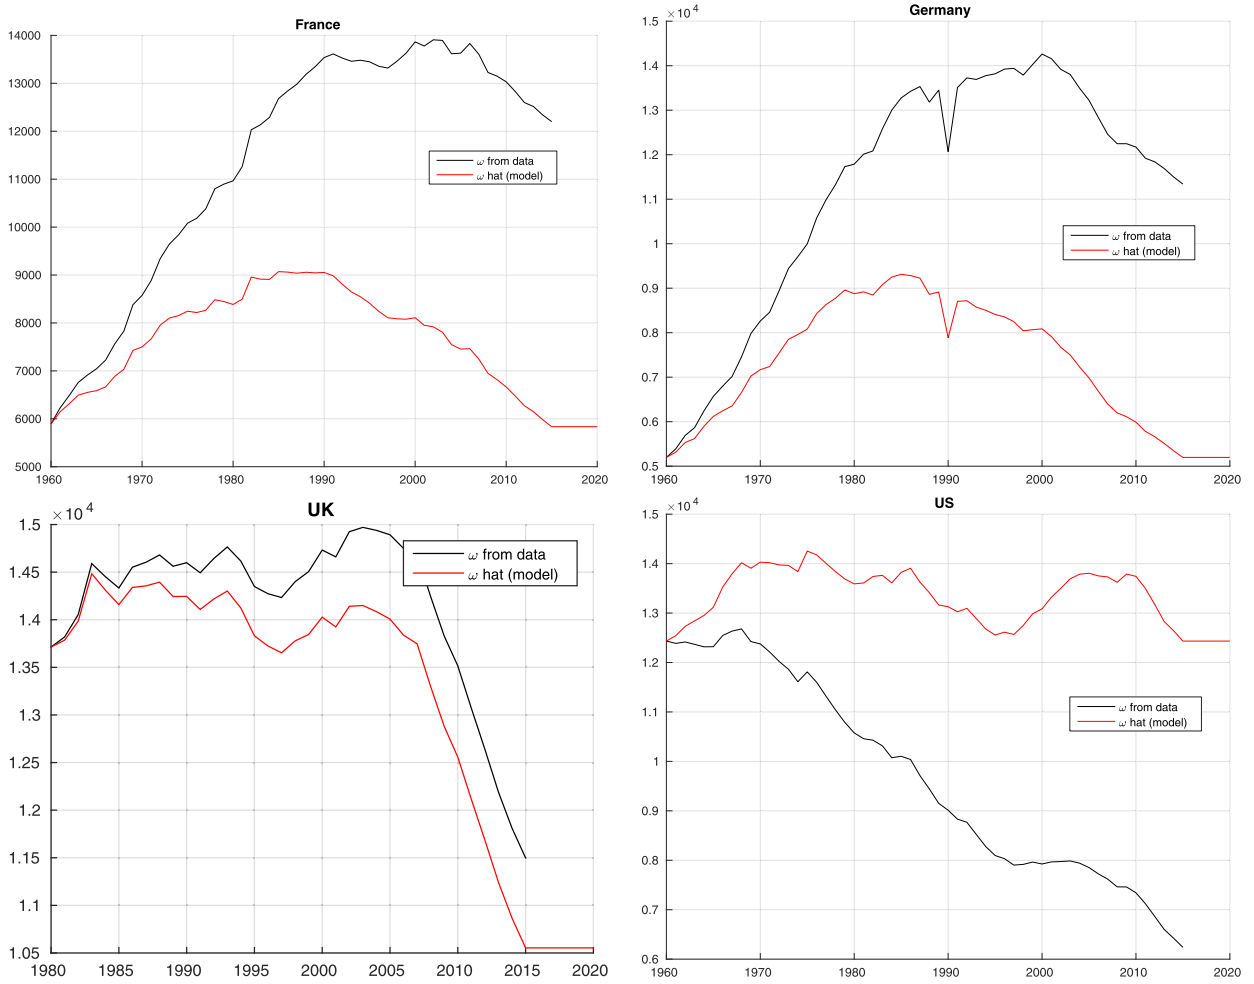 France
14000
13000
12000
11000
10000
9000
8000
7000
6000
5000
1960 1970 1980 1990 2000 2010 2020
ω from data
ω hat (model)
Germany
×10⁴
1.5
1.4
1.3
1.2
1.1
1
0.9
0.8
0.7
0.6
0.5
1960 1970 1980 1990 2000 2010 2020
ω from data
ω hat (model)
UK
×10⁴
1.5
1.45
1.4
1.35
1.3
1.25
1.2
1.15
1.1
1.05
1980 1985 1990 1995 2000 2005 2010 2015 2020
ω from data
ω hat (model)
US
×10⁴
1.5
1.4
1.3
1.2
1.1
1
0.9
0.8
0.7
0.6
1960 1970 1980 1990 2000 2010 2020
ω from data
ω hat (model)